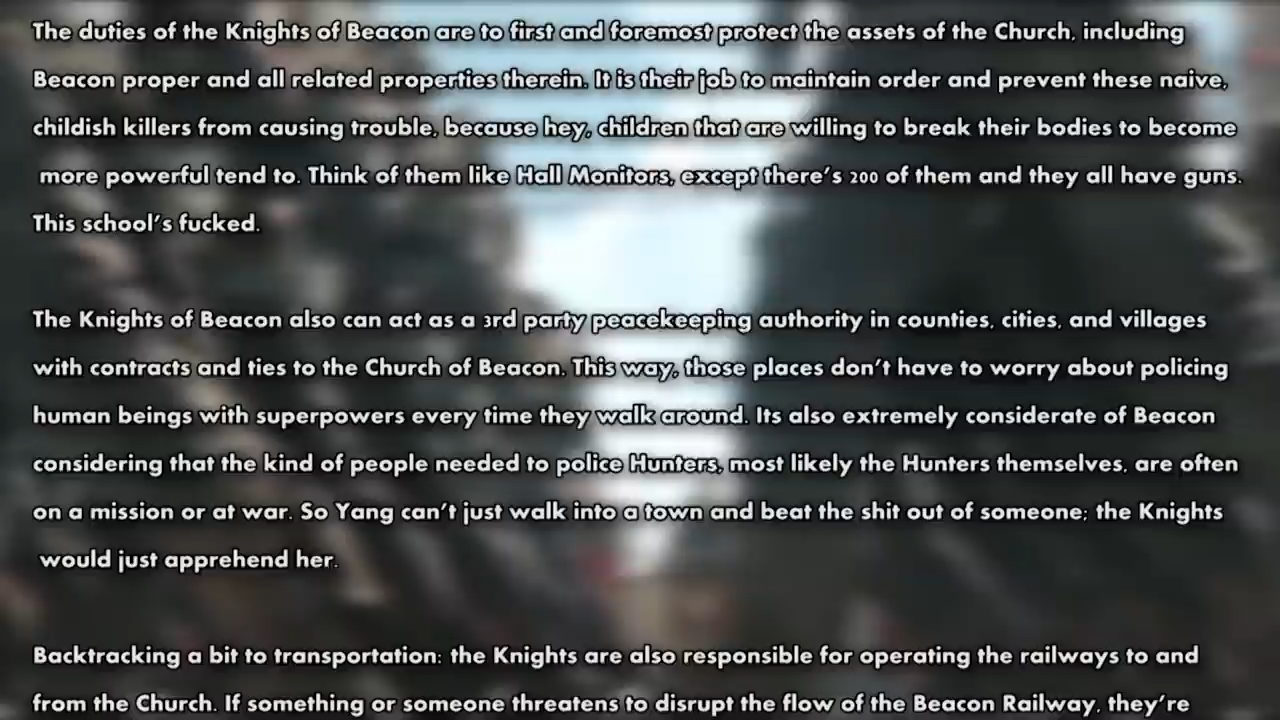 The duties of the Knights of Beacon are to first and foremost protect the assets of the Church, including
Beacon proper and all related properties therein. It is their job to maintain order and prevent these naive,
childish killers from causing trouble, because hey, children that are willing to break their bodies to become
more powerful tend to. Think of them like Hall Monitors, except there's 200 of them and they all have guns.
This school's fucked.
The Knights of Beacon also can act as a 3rd party peacekeeping authority in counties, cities, and villages
with contracts and ties to the Church of Beacon. This way, those places don't have to worry about policing
human beings with superpowers every time they walk around. Its also extremely considerate of Beacon
considering that the kind of people needed to police Hunters, most likely the Hunters themselves, are often
on a mission or at war. So Yang can't just walk into a town and beat the shit out of someone; the Knights
would just apprehend her.
Backtracking a bit to transportation: the Knights are also responsible for operating the railways to and
from the Church. If something or someone threatens to disrupt the flow of the Beacon Railway, they're